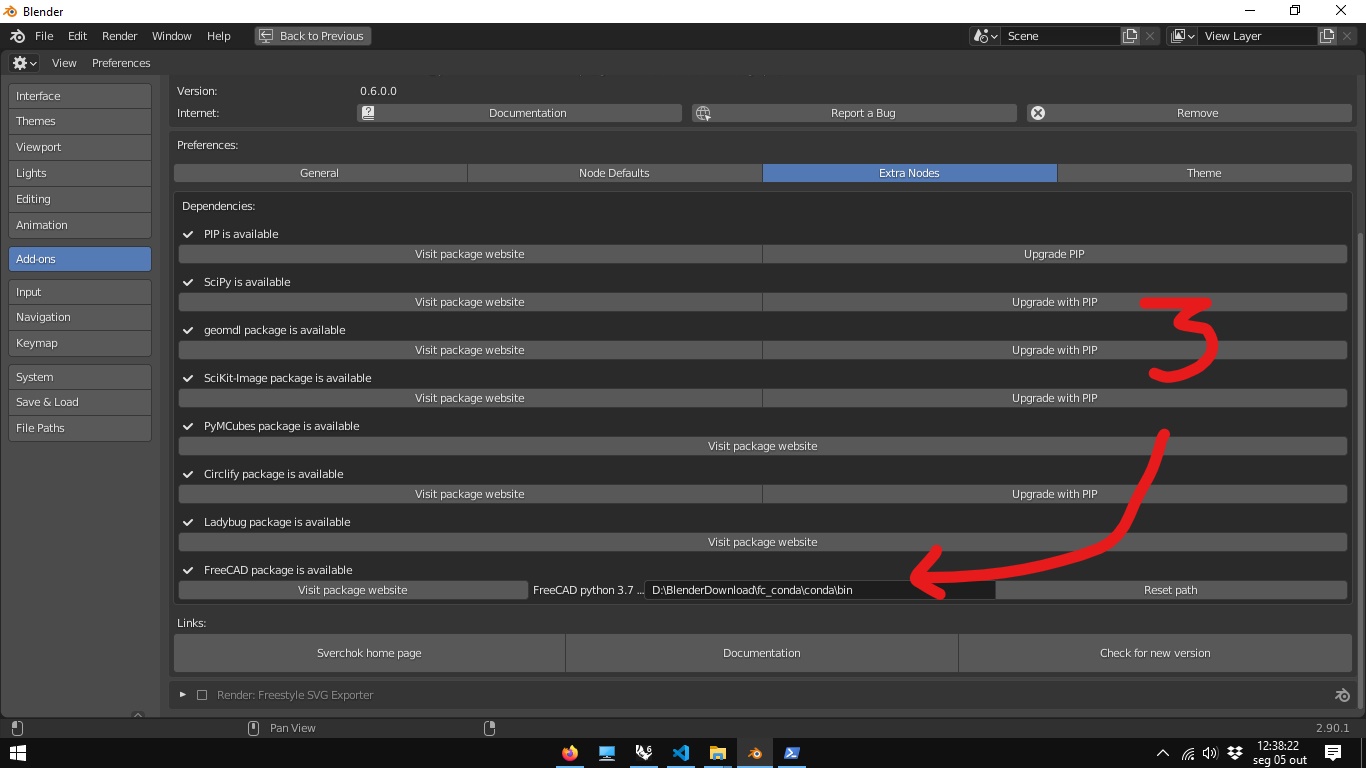 Blender
File Edit Render Window Help Back to Previous Scene View Layer
View Preferences
Interface
Themes
Viewport
Lights
Editing
Animation
Add-ons
Input
Navigation
Keymap
System
Save & Load
File Paths
Version: 0.6.0.0
Internet: Documentation Report a Bug Remove
Preferences:
General Node Defaults Extra Nodes Theme
Dependencies:
PIP is available
Visit package website Upgrade PIP
SciPy is available
Visit package website Upgrade with PIP
3
geomdl package is available
Visit package website Upgrade with PIP
SciKit-Image package is available
Visit package website Upgrade with PIP
PyMCubes package is available
Visit package website
Circlify package is available
Visit package website Upgrade with PIP
Ladybug package is available
Visit package website
FreeCAD package is available
Visit package website FreeCAD python 3.7 ... D:\BlenderDownload\fc_conda\conda\bin Reset path
Links:
Sverchok home page Documentation Check for new version
Render: Freestyle SVG Exporter
Pan View 2.90.1
12:38:22
seg 05 out